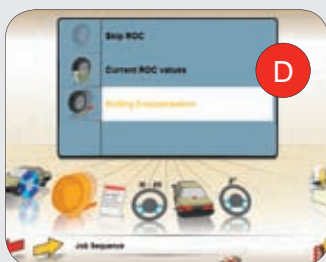 Skip ROC
Current ROC values
Rolling Compensation
D
Job Sequence